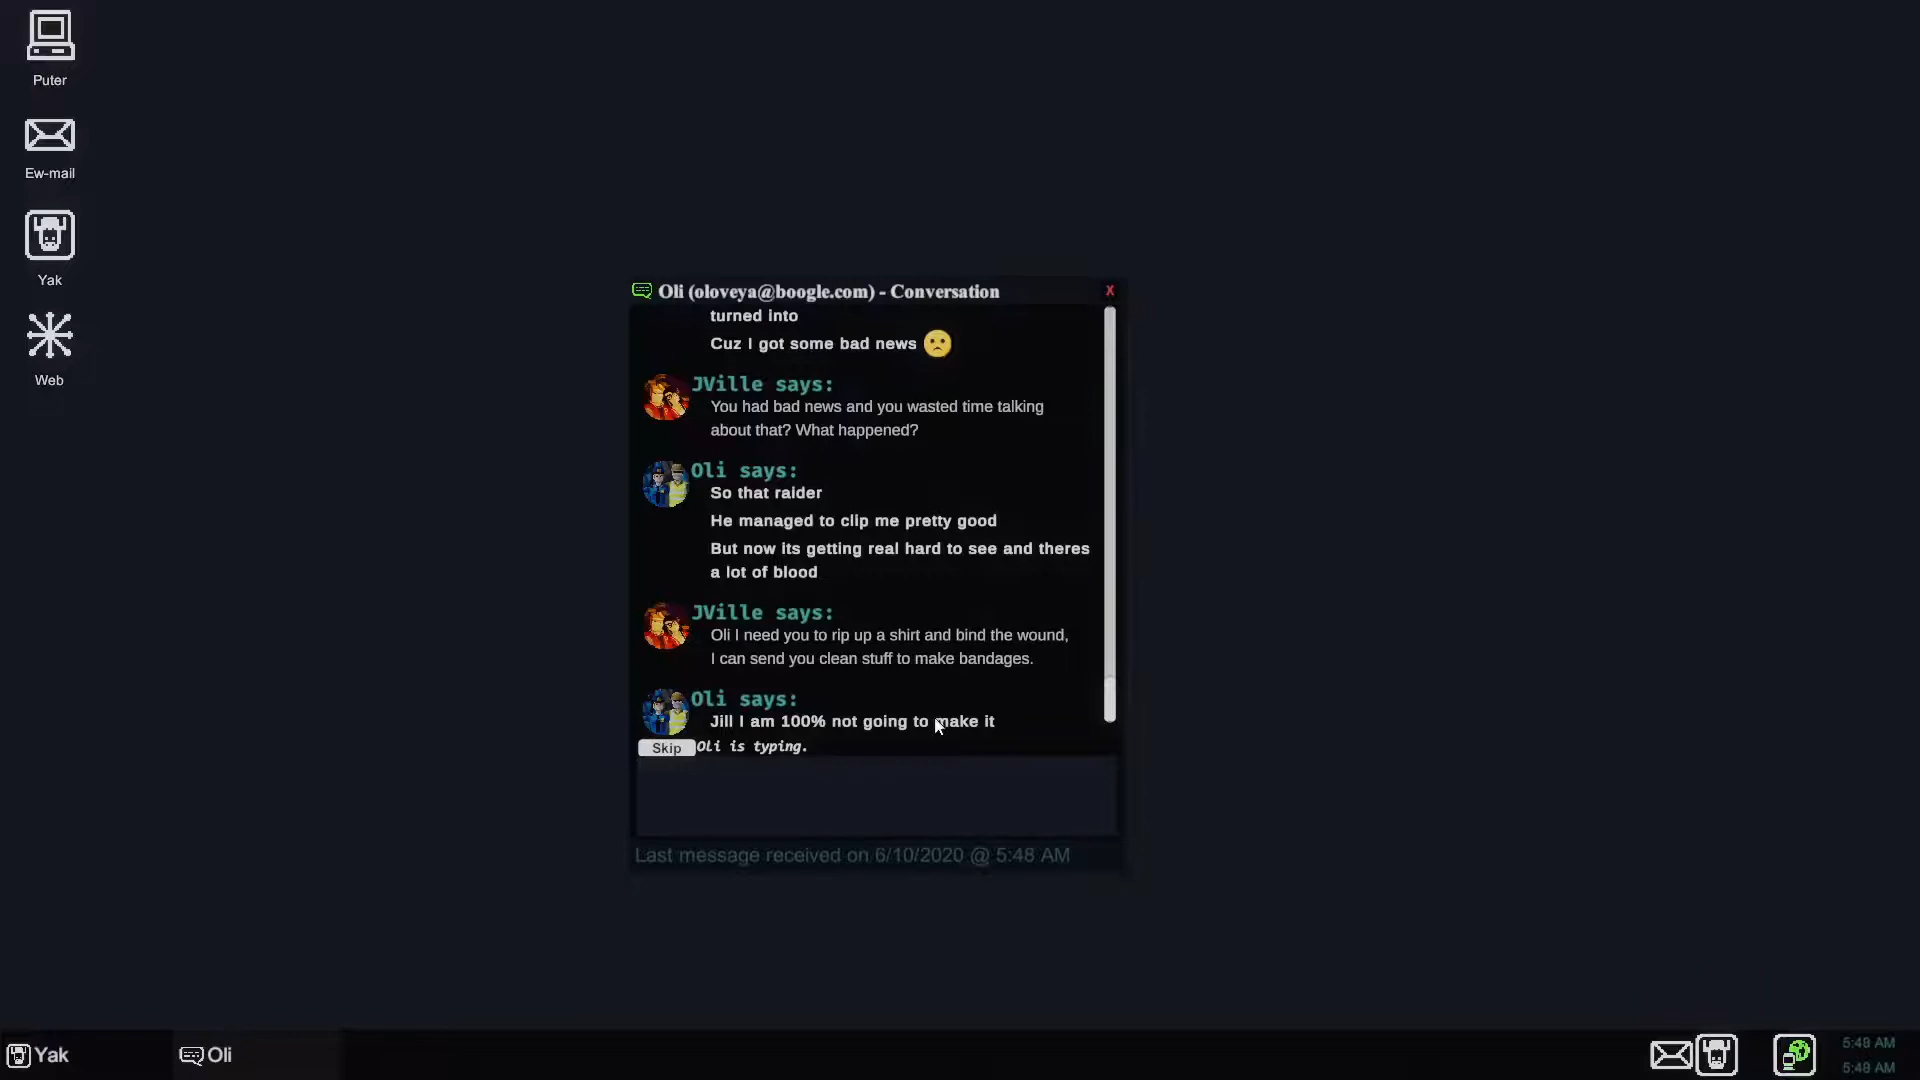 Puter
Ew-mail
Yak
Web
Oli (oloveya@boogle.com) - Conversation
X
turned into
Cuz I got some bad news
JVille says:
You had bad news and you wasted time talking
about that? What happened?
Oli says:
So that raider
He managed to clip me pretty good
But now its getting real hard to see and theres
a lot of blood
JVille says:
Oli I need you to rip up a shirt and bind the wound,
I can send you clean stuff to make bandages.
Oli says:
Jill I am 100% not going to make it
Skip
Oli is typing.
Last message received on 6/10/2020 @ 5:48 AM
Yak
Oli
5:48 AM
5:48 AM